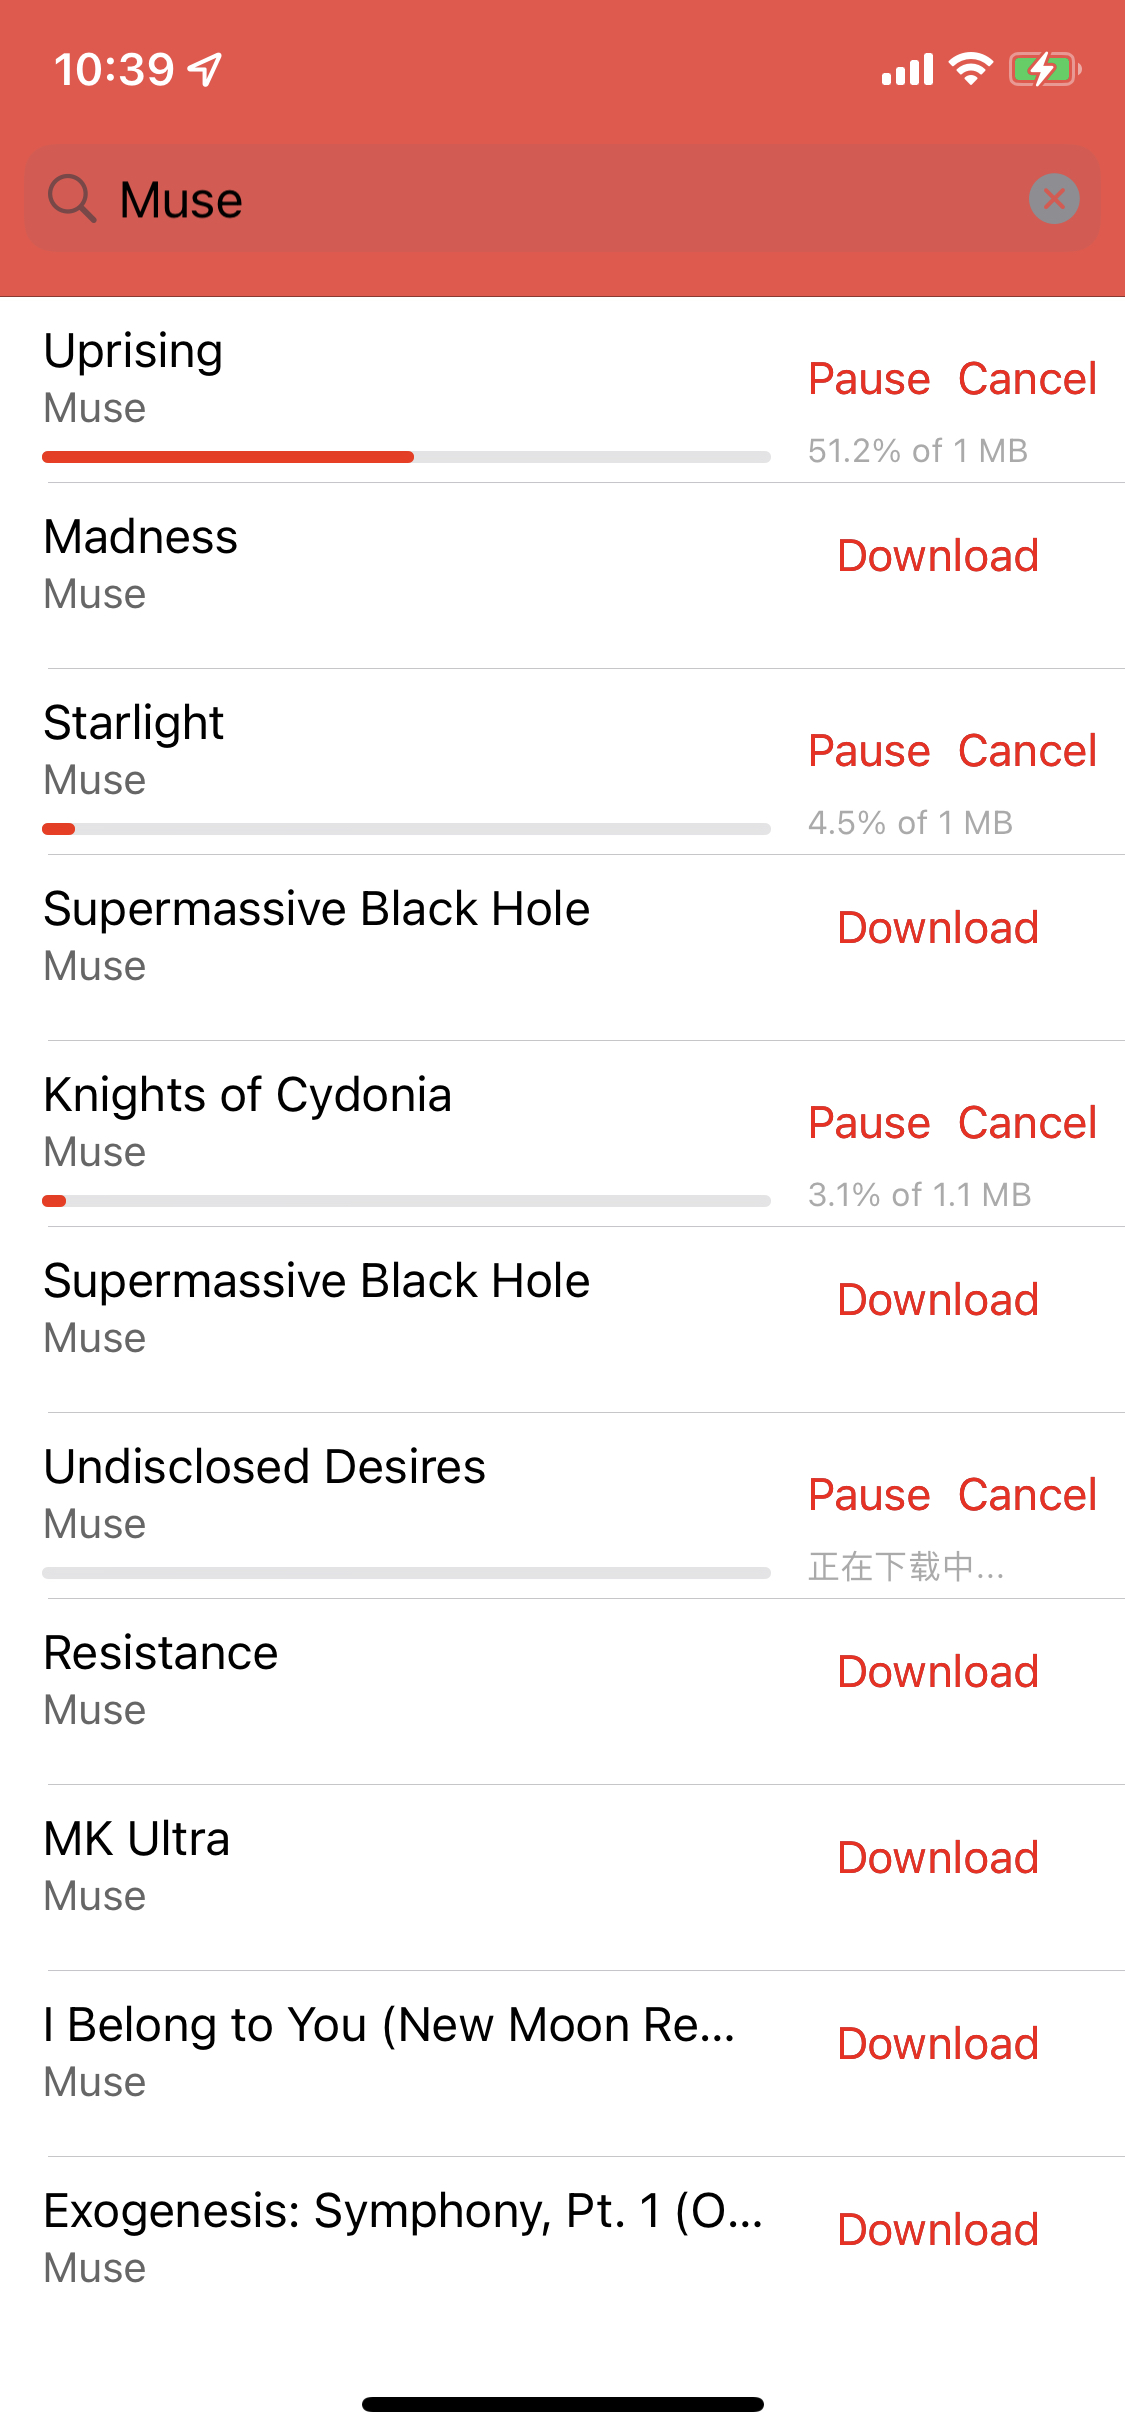 10:39
Muse
Uprising
Muse
Pause Cancel
51.2% of 1 MB
Madness
Muse
Download
Starlight
Muse
Pause Cancel
4.5% of 1 MB
Supermassive Black Hole
Muse
Download
Knights of Cydonia
Muse
Pause Cancel
3.1% of 1.1 MB
Supermassive Black Hole
Muse
Download
Undisclosed Desires
Muse
Pause Cancel
正在下载中...
Resistance
Muse
Download
MK Ultra
Muse
Download
I Belong to You (New Moon Re...
Muse
Download
Exogenesis: Symphony, Pt. 1 (O...
Muse
Download